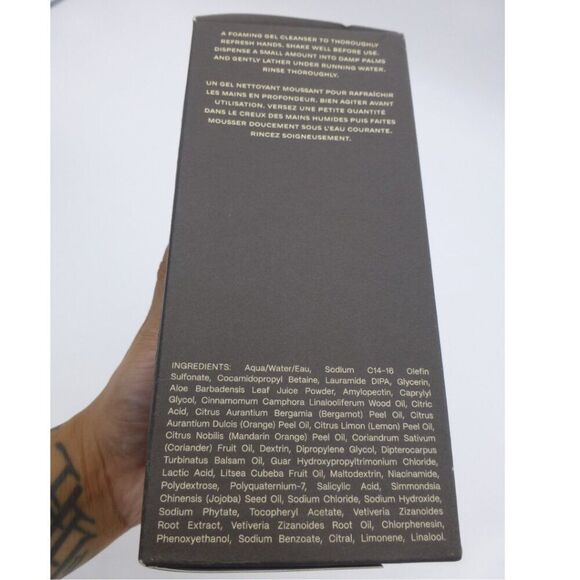 A FOAMING GEL CLEANSER TO THOROUGHLY
REFRESH HANDS. SHAKE WELL BEFORE USE.
DISPENSE A SMALL AMOUNT INTO DAMP PALMS
AND GENTLY LATHER UNDER RUNNING WATER.
RINSE THOROUGHLY.
UN GEL NETTOYANT MOUSSANT POUR RAFRAÎCHIR
LES MAINS EN PROFONDEUR. BIEN AGITER AVANT
UTILISATION. VERSEZ UNE PETITE QUANTITÉ
DANS LE CREUX DES MAINS HUMIDES PUIS FAITES
MOUSSER DOUCEMENT SOUS L'EAU COURANTE.
RINCEZ SOIGNEUSEMENT.
INGREDIENTS: Aqua/Water/Eau, Sodium C14-16 Olefin
Sulfonate, Cocamidopropyl Betaine, Lauramide DIPA, Glycerin,
Aloe Barbadensis Leaf Juice Powder, Amylopectin, Caprylyl
Glycol, Cinnamomum Camphora Linalooliferum Wood Oil, Citric
Acid, Citrus Aurantium Bergamia (Bergamot) Peel Oil, Citrus
Aurantium Dulcis (Orange) Peel Oil, Citrus Limon (Lemon) Peel Oil,
Citrus Nobilis (Mandarin Orange) Peel Oil, Coriandrum Sativum
(Coriander) Fruit Oil, Dextrin, Dipropylene Glycol, Dipterocarpus
Turbinatus Balsam Oil, Guar Hydroxypropyltrimonium Chloride,
Lactic Acid, Litsea Cubeba Fruit Oil, Maltodextrin, Niacinamide,
Polydextrose, Polyquaternium-7, Salicylic Acid, Simmondsia
Chinensis (Jojoba) Seed Oil, Sodium Chloride, Sodium Hydroxide,
Sodium Phytate, Tocopheryl Acetate, Vetiveria Zizanoides
Root Extract, Vetiveria Zizanoides Root Oil, Chlorphenesin,
Phenoxyethanol, Sodium Benzoate, Citral, Limonene, Linalool.